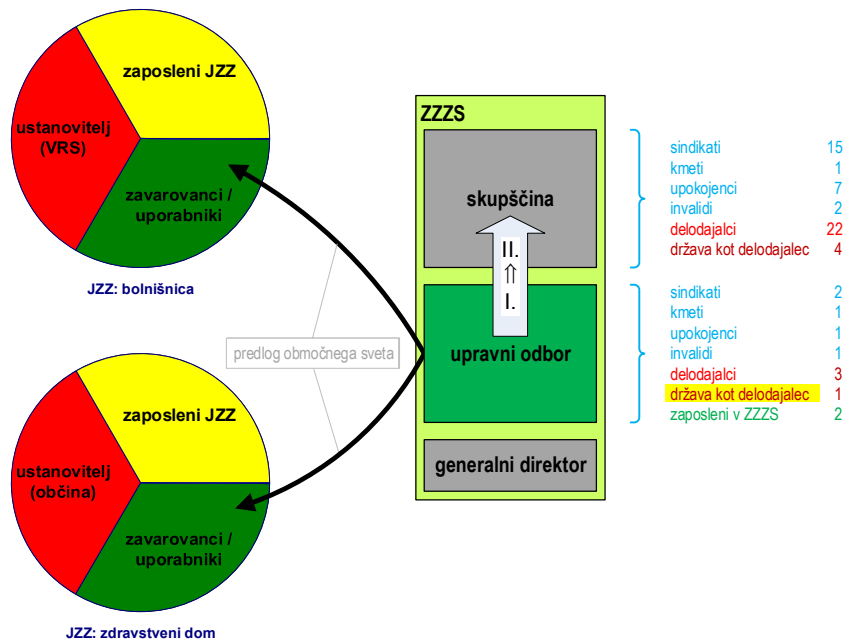 zaposleni JZZ
ustanovitelj
(VRS)
zavarovanci /
uporabniki
JZZ: bolnišnica
predlog območnega sveta
zaposleni JZZ
ustanovitelj
(občina)
zavarovanci /
uporabniki
JZZ: zdravstveni dom
ZZZS
skupščina
II.
⇑
I.
upravni odbor
generalni direktor
sindikati 15
kmeti 1
upokojenci 7
invalidi 2
delodajalci 22
država kot delodajalec 4
sindikati 2
kmeti 1
upokojenci 1
invalidi 1
delodajalci 3
država kot delodajalec 1
zaposleni v ZZZS 2